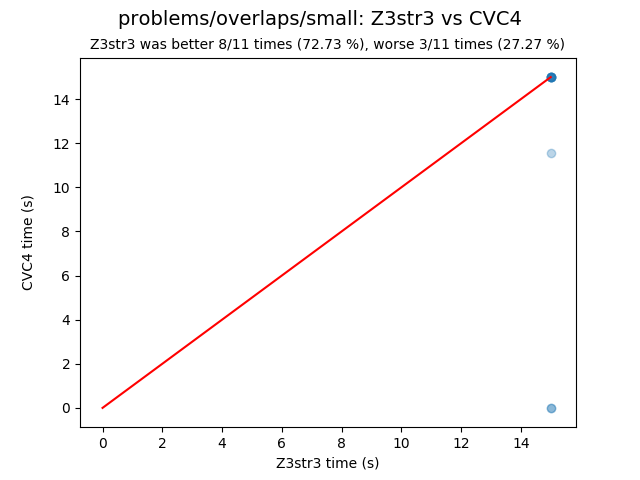 problems/overlaps/small: Z3str3 vs CVC4
Z3str3 was better 8/11 times (72.73 %), worse 3/11 times (27.27 %)
14
12
10
8
6
4
2
0
CVC4 time (s)
0 2 4 6 8 10 12 14
Z3str3 time (s)